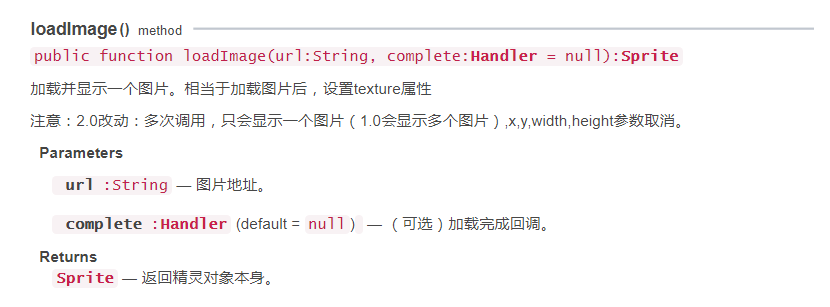 loadImage() method
public function loadImage(url:String, complete:Handler = null):Sprite
加载并显示一个图片。相当于加载图片后，设置texture属性
注意：2.0改动：多次调用，只会显示一个图片（1.0会显示多个图片）,x,y,width,height参数取消。
Parameters
url :String — 图片地址。
complete :Handler (default = null) — （可选）加载完成回调。
Returns
Sprite — 返回精灵对象本身。